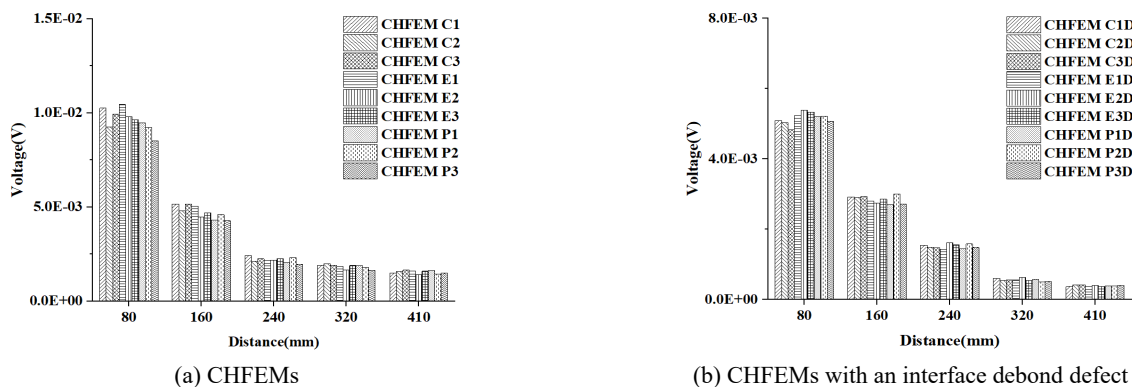 1.5E-02
1.0E-02
5.0E-03
0.0E+00
Voltage(V)
CHFEM C1
CHFEM C2
CHFEM C3
CHFEM E1
CHFEM E2
CHFEM E3
CHFEM P1
CHFEM P2
CHFEM P3
80 160 240 320 410
Distance(mm)
(a) CHFEMs
8.0E-03
4.0E-03
0.0E+00
Voltage(V)
CHFEM C1D
CHFEM C2D
CHFEM C3D
CHFEM E1D
CHFEM E2D
CHFEM E3D
CHFEM P1D
CHFEM P2D
CHFEM P3D
80 160 240 320 410
Distance(mm)
(b) CHFEMs with an interface debond defect